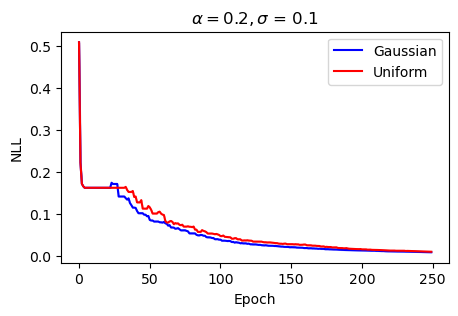 α = 0.2, σ = 0.1
Gaussian
Uniform
NLL
0.5
0.4
0.3
0.2
0.1
0.0
0 50 100 150 200 250
Epoch